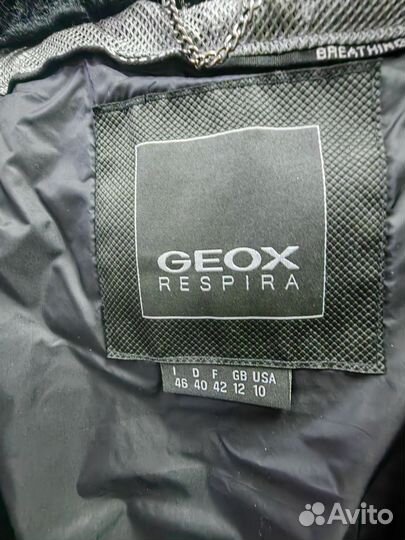 BREATHING
GEOX
RESPIRA
I D F GB USA
46 40 42 12 10
Avito